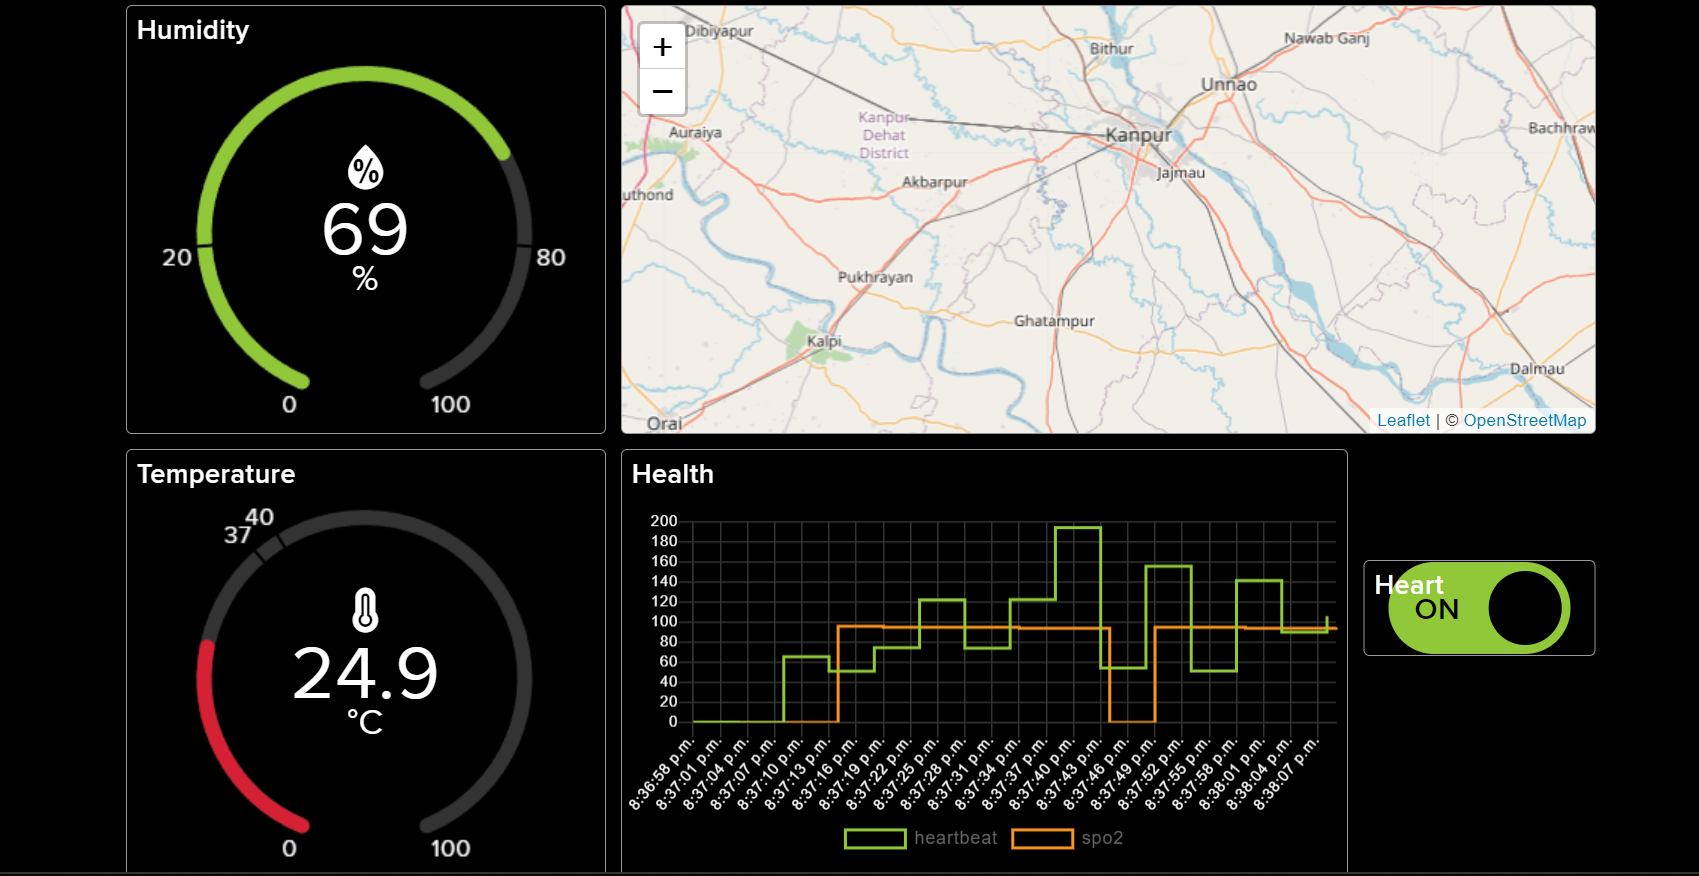 Humidity
%
69
%
20
80
0
100
+
−
Dibiyapur
Bithur
Nawab Ganj
Unnao
Kanpur
Dehat
District
Auraiya
Kanpur
Bachhraw
Jajmau
Akbarpur
uthond
Pukhrayan
Ghatampur
Kalpi
Dalmau
Orai
Leaflet | © OpenStreetMap
Temperature
40
37
24.9
°C
0
100
Health
200
180
160
140
120
100
80
60
40
20
0
8:36:58 p.m.
8:37:01 p.m.
8:37:04 p.m.
8:37:07 p.m.
8:37:10 p.m.
8:37:13 p.m.
8:37:16 p.m.
8:37:19 p.m.
8:37:22 p.m.
8:37:25 p.m.
8:37:28 p.m.
8:37:31 p.m.
8:37:34 p.m.
8:37:37 p.m.
8:37:40 p.m.
8:37:43 p.m.
8:37:46 p.m.
8:37:49 p.m.
8:37:52 p.m.
8:37:55 p.m.
8:37:58 p.m.
8:38:01 p.m.
8:38:04 p.m.
8:38:07 p.m.
heartbeat
spo2
Heart
ON